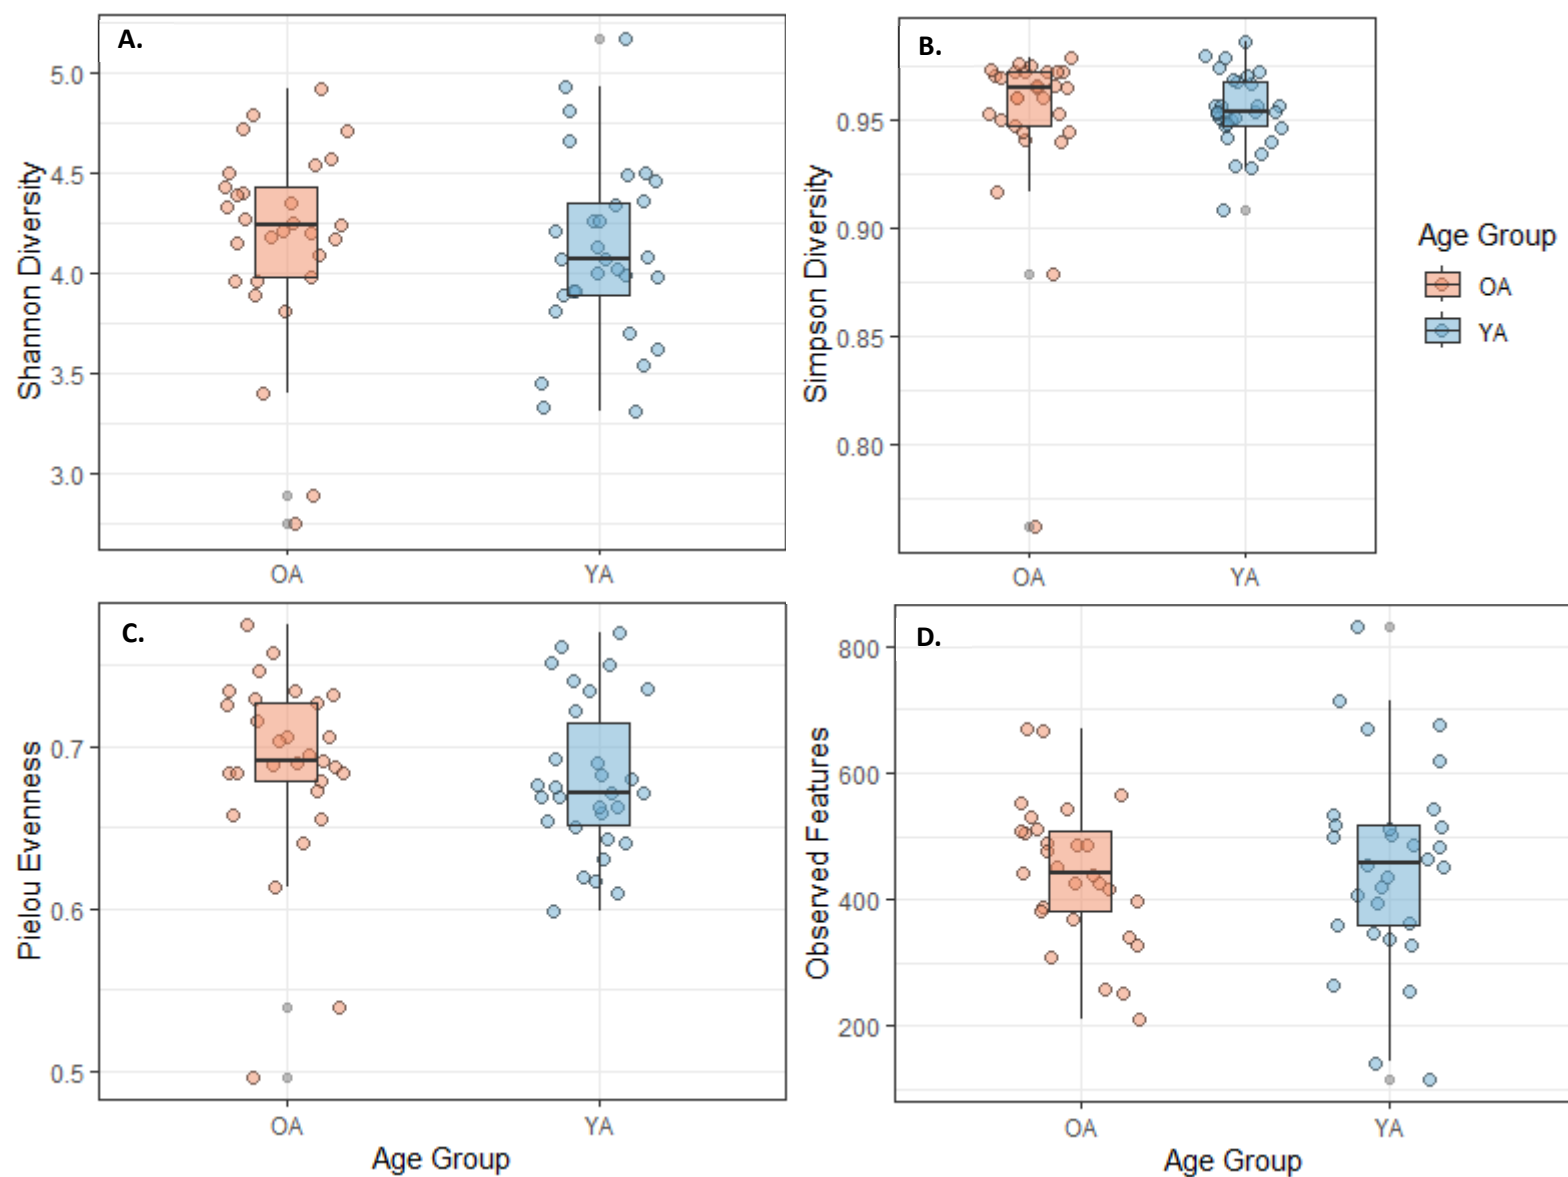 A.
Shannon Diversity
5.0
4.5
4.0
3.5
3.0
OA
YA
B.
Simpson Diversity
0.95
0.90
0.85
0.80
OA
YA
Age Group
OA
YA
C.
Pielou Evenness
0.7
0.6
0.5
OA
YA
Age Group
D.
Observed Features
800
600
400
200
OA
YA
Age Group